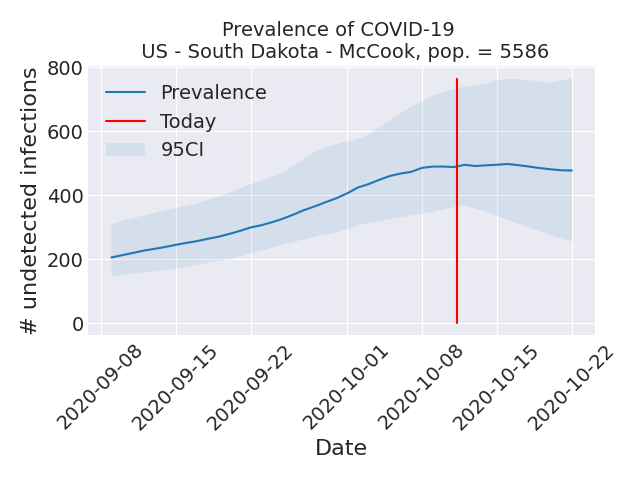 Prevalence of COVID-19
US - South Dakota - McCook, pop. = 5586
# undetected infections
800
600
400
200
0
Prevalence
Today
95CI
2020-09-08
2020-09-15
2020-09-22
2020-10-01
2020-10-08
2020-10-15
2020-10-22
Date